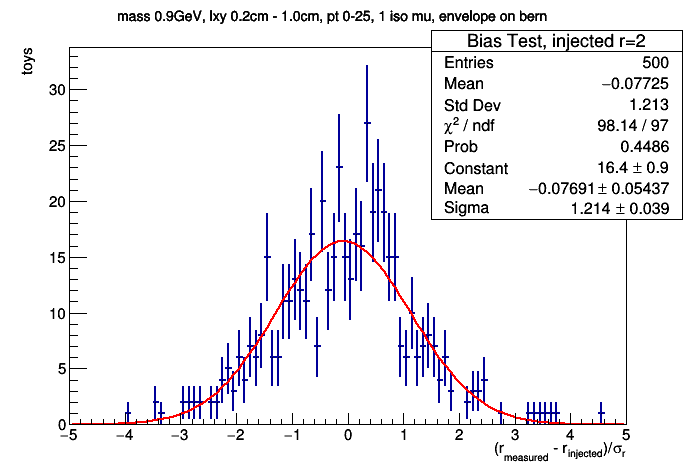 mass 0.9GeV, lxy 0.2cm - 1.0cm, pt 0-25, 1 iso mu, envelope on bern
Bias Test, injected r=2
Entries 500
Mean −0.07725
Std Dev 1.213
χ² / ndf 98.14 / 97
Prob 0.4486
Constant 16.4 ± 0.9
Mean −0.07691 ± 0.05437
Sigma 1.214 ± 0.039
toys
30
25
20
15
10
5
0
−5 −4 −3 −2 −1 0 1 2 3 4 5
(r_measured - r_injected)/σ_r